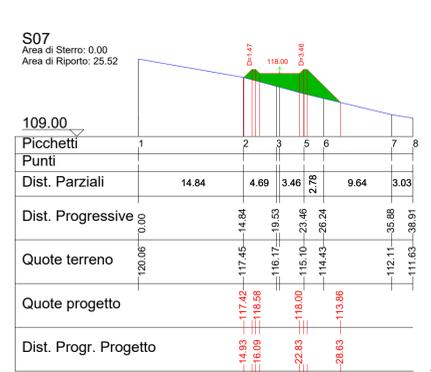 S07
Area di Sterro: 0.00
Area di Riporto: 25.52
D=1.47
118.00
D=3.46
109.00
Picchetti 1 2 3 5 6 7 8
Punti
Dist. Parziali 14.84 4.69 3.46 2.78 9.64 3.03
Dist. Progressive 0.00 14.84 19.53 23.46 26.24 35.88 38.91
Quote terreno 120.06 117.45 116.17 115.10 114.43 112.11 111.63
Quote progetto 117.42 118.58 118.00 113.86
Dist. Progr. Progetto 14.93 16.09 22.83 28.63